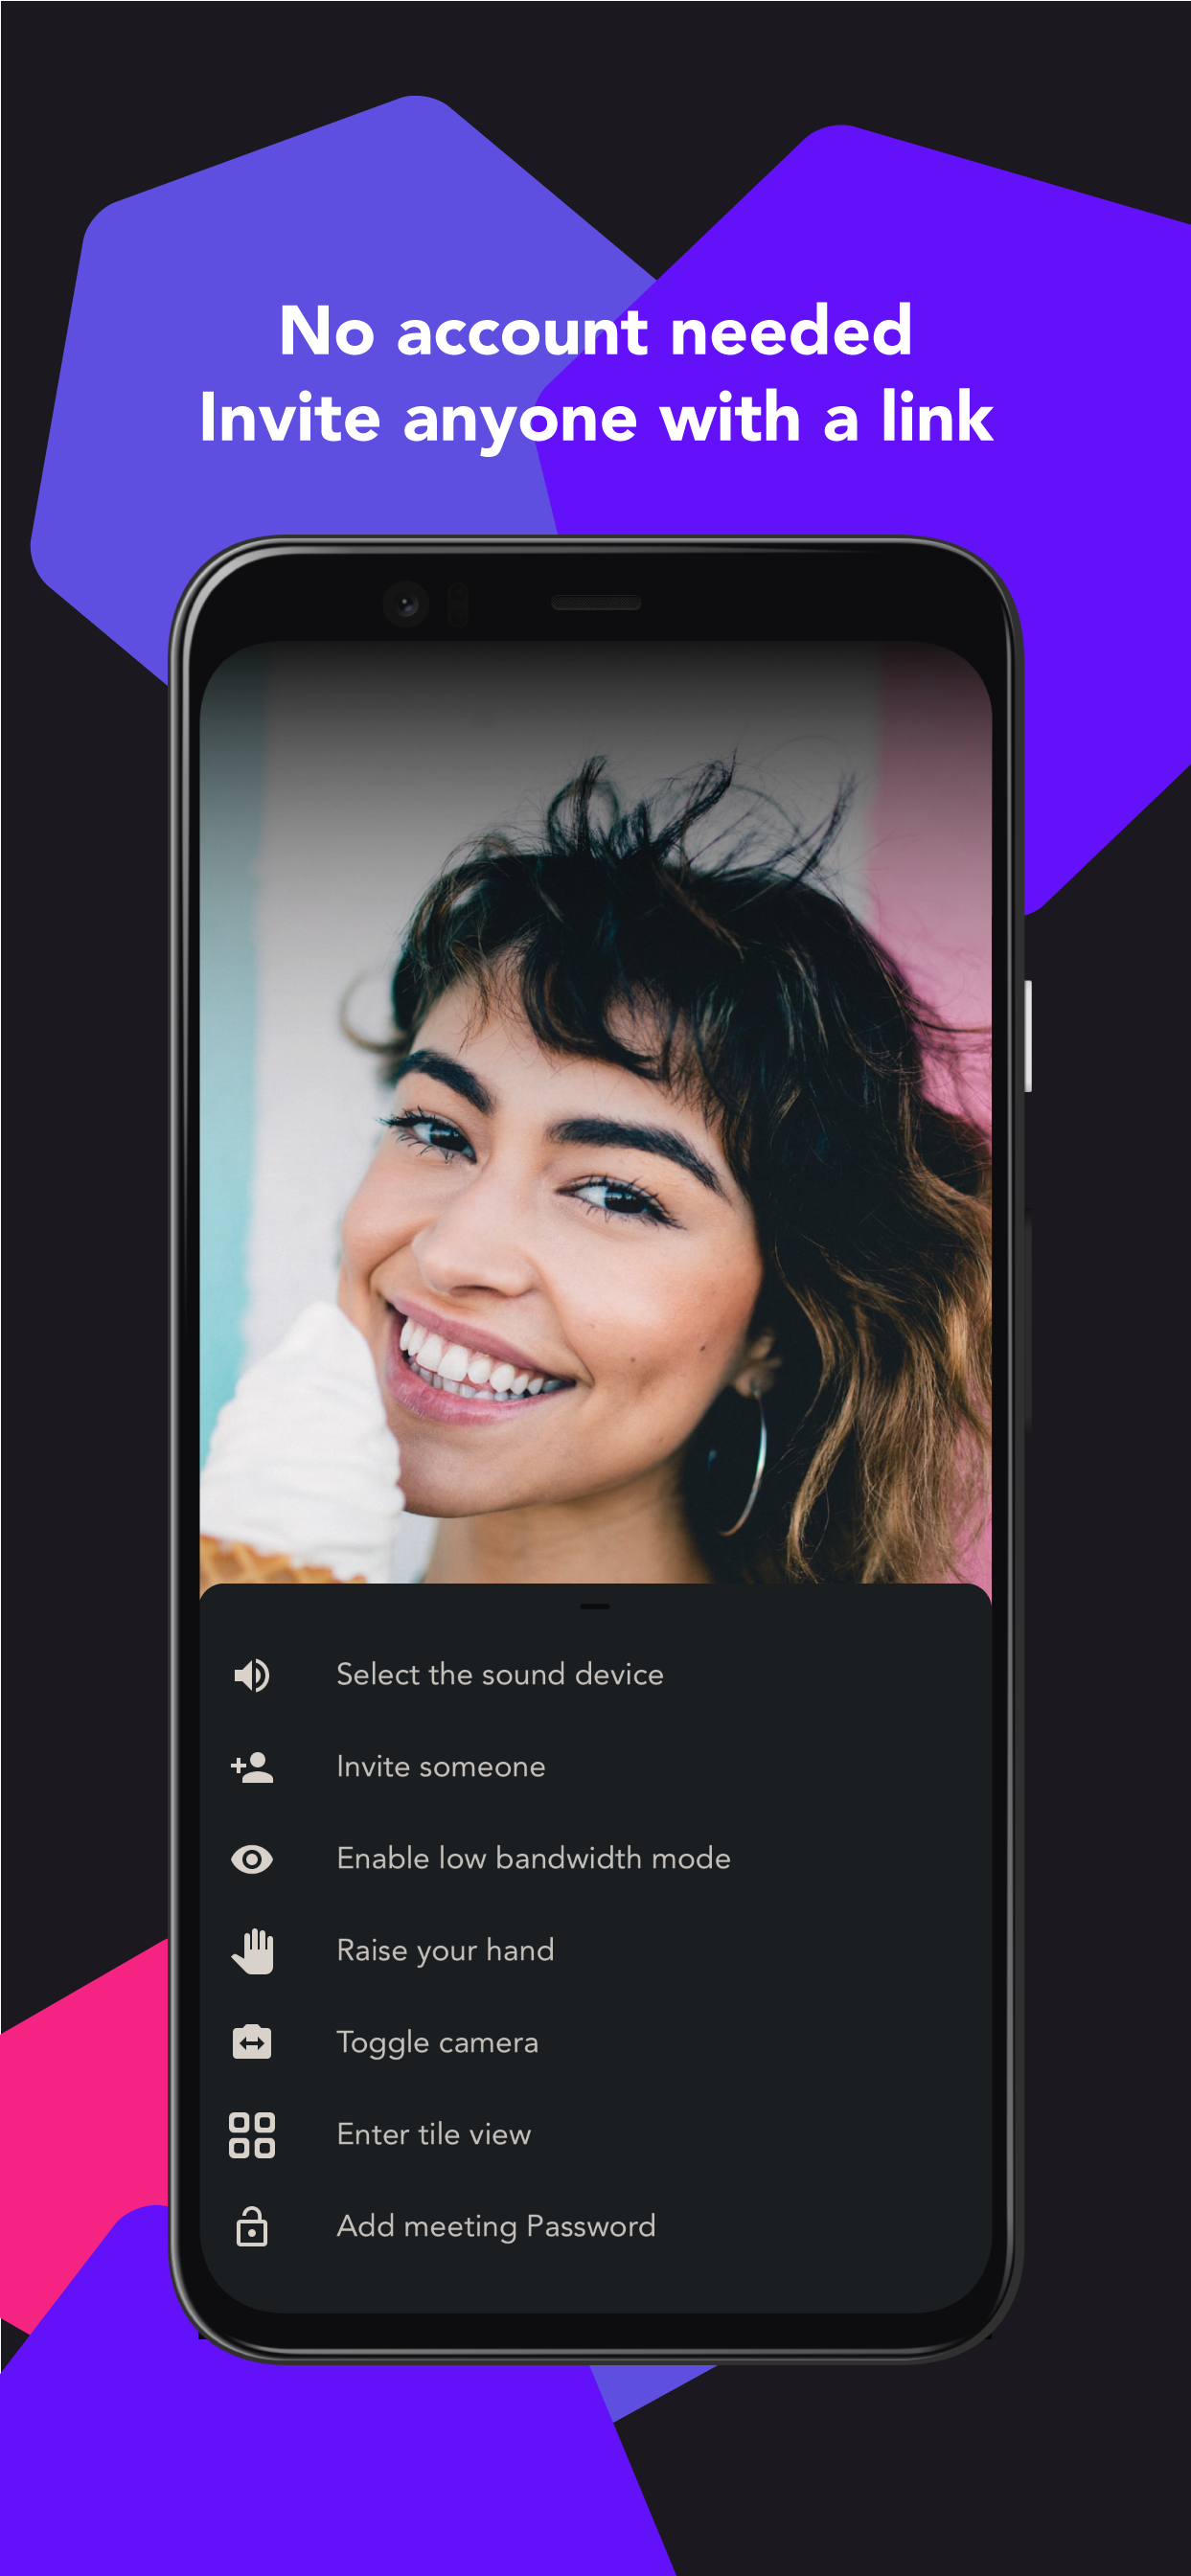 No account needed
Invite anyone with a link
Select the sound device
Invite someone
Enable low bandwidth mode
Raise your hand
Toggle camera
Enter tile view
Add meeting Password